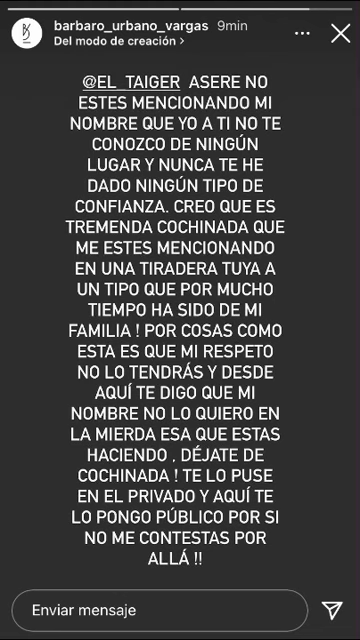 barbaro_urbano_vargas 9min
Del modo de creación >
@EL_TAIGER ASERE NO
ESTES MENCIONANDO MI
NOMBRE QUE YO A TI NO TE
CONOZCO DE NINGÚN
LUGAR Y NUNCA TE HE
DADO NINGÚN TIPO DE
CONFIANZA. CREO QUE ES
TREMENDA COCHINADA QUE
ME ESTES MENCIONANDO
EN UNA TIRADERA TUYA A
UN TIPO QUE POR MUCHO
TIEMPO HA SIDO DE MI
FAMILIA ! POR COSAS COMO
ESTA ES QUE MI RESPETO
NO LO TENDRÁS Y DESDE
AQUÍ TE DIGO QUE MI
NOMBRE NO LO QUIERO EN
LA MIERDA ESA QUE ESTAS
HACIENDO , DÉJATE DE
COCHINADA ! TE LO PUSE
EN EL PRIVADO Y AQUÍ TE
LO PONGO PÚBLICO POR SI
NO ME CONTESTAS POR
ALLÁ !!
Enviar mensaje